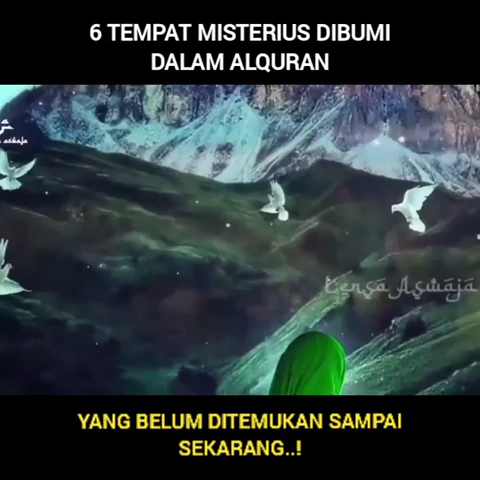 6 TEMPAT MISTERIUS DIBUMI
DALAM ALQURAN
Lensa Aswaja
YANG BELUM DITEMUKAN SAMPAI
SEKARANG..!